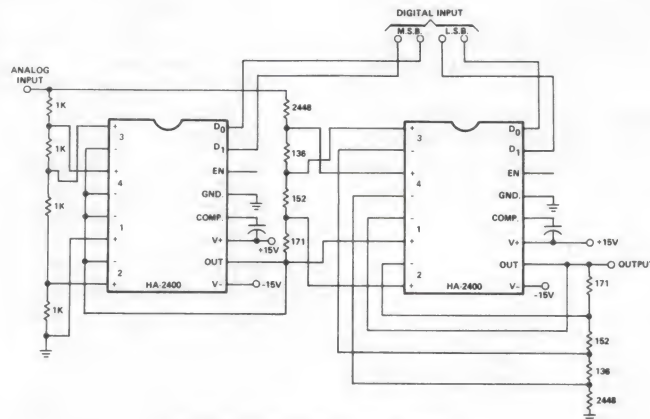 DIGITAL INPUT
M.S.B. L.S.B.
ANALOG
INPUT
1K
1K
1K
1K
+
3
-
+
4
-
-
1
+
-
2
+
D0
D1
EN
GND.
COMP.
V+
OUT
V-
HA-2400
+15V
-15V
2448
136
152
171
+
3
-
+
4
-
-
1
+
-
2
+
D0
D1
EN
GND.
COMP.
V+
OUT
V-
HA-2400
+15V
OUTPUT
-15V
171
152
136
2448